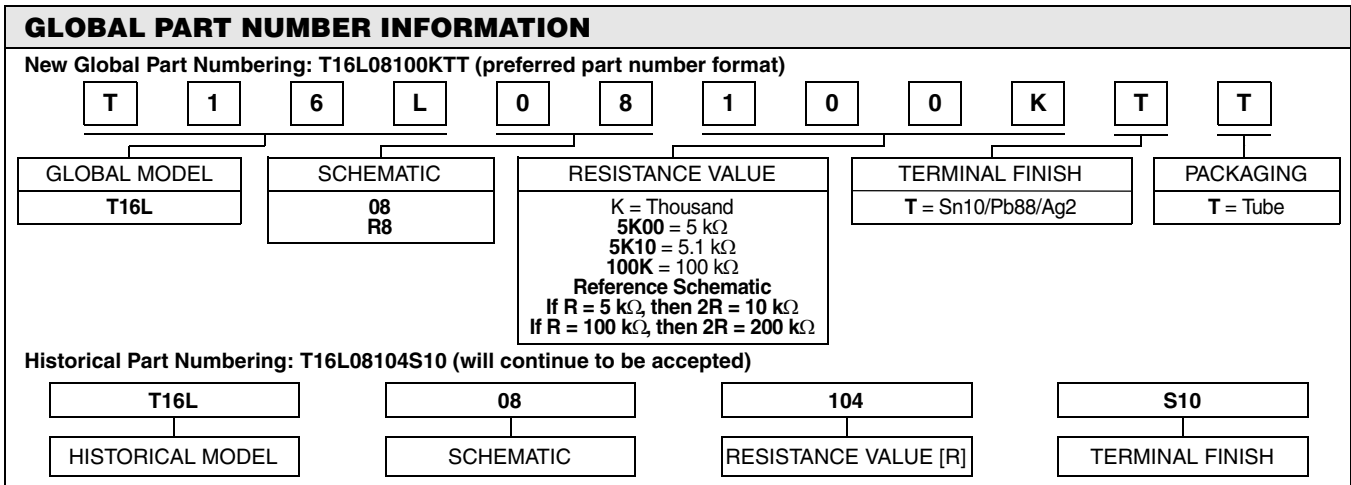 GLOBAL PART NUMBER INFORMATION
New Global Part Numbering: T16L08100KTT (preferred part number format)
T 1 6 L 0 8 1 0 0 K T T
GLOBAL MODEL
T16L
SCHEMATIC
08
R8
RESISTANCE VALUE
K = Thousand
5K00 = 5 kΩ
5K10 = 5.1 kΩ
100K = 100 kΩ
Reference Schematic
If R = 5 kΩ, then 2R = 10 kΩ
If R = 100 kΩ, then 2R = 200 kΩ
TERMINAL FINISH
T = Sn10/Pb88/Ag2
PACKAGING
T = Tube
Historical Part Numbering: T16L08104S10 (will continue to be accepted)
T16L
HISTORICAL MODEL
08
SCHEMATIC
104
RESISTANCE VALUE [R]
S10
TERMINAL FINISH